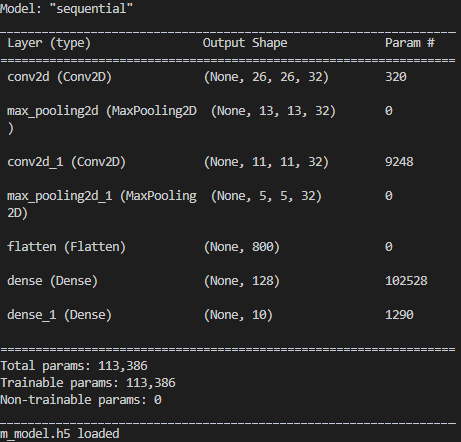 Model: "sequential"
_________________________________________________________________
Layer (type) Output Shape Param #
=================================================================
conv2d (Conv2D) (None, 26, 26, 32) 320
max_pooling2d (MaxPooling2D (None, 13, 13, 32) 0
)
conv2d_1 (Conv2D) (None, 11, 11, 32) 9248
max_pooling2d_1 (MaxPooling (None, 5, 5, 32) 0
2D)
flatten (Flatten) (None, 800) 0
dense (Dense) (None, 128) 102528
dense_1 (Dense) (None, 10) 1290
=================================================================
Total params: 113,386
Trainable params: 113,386
Non-trainable params: 0
_________________________________________________________________
m_model.h5 loaded